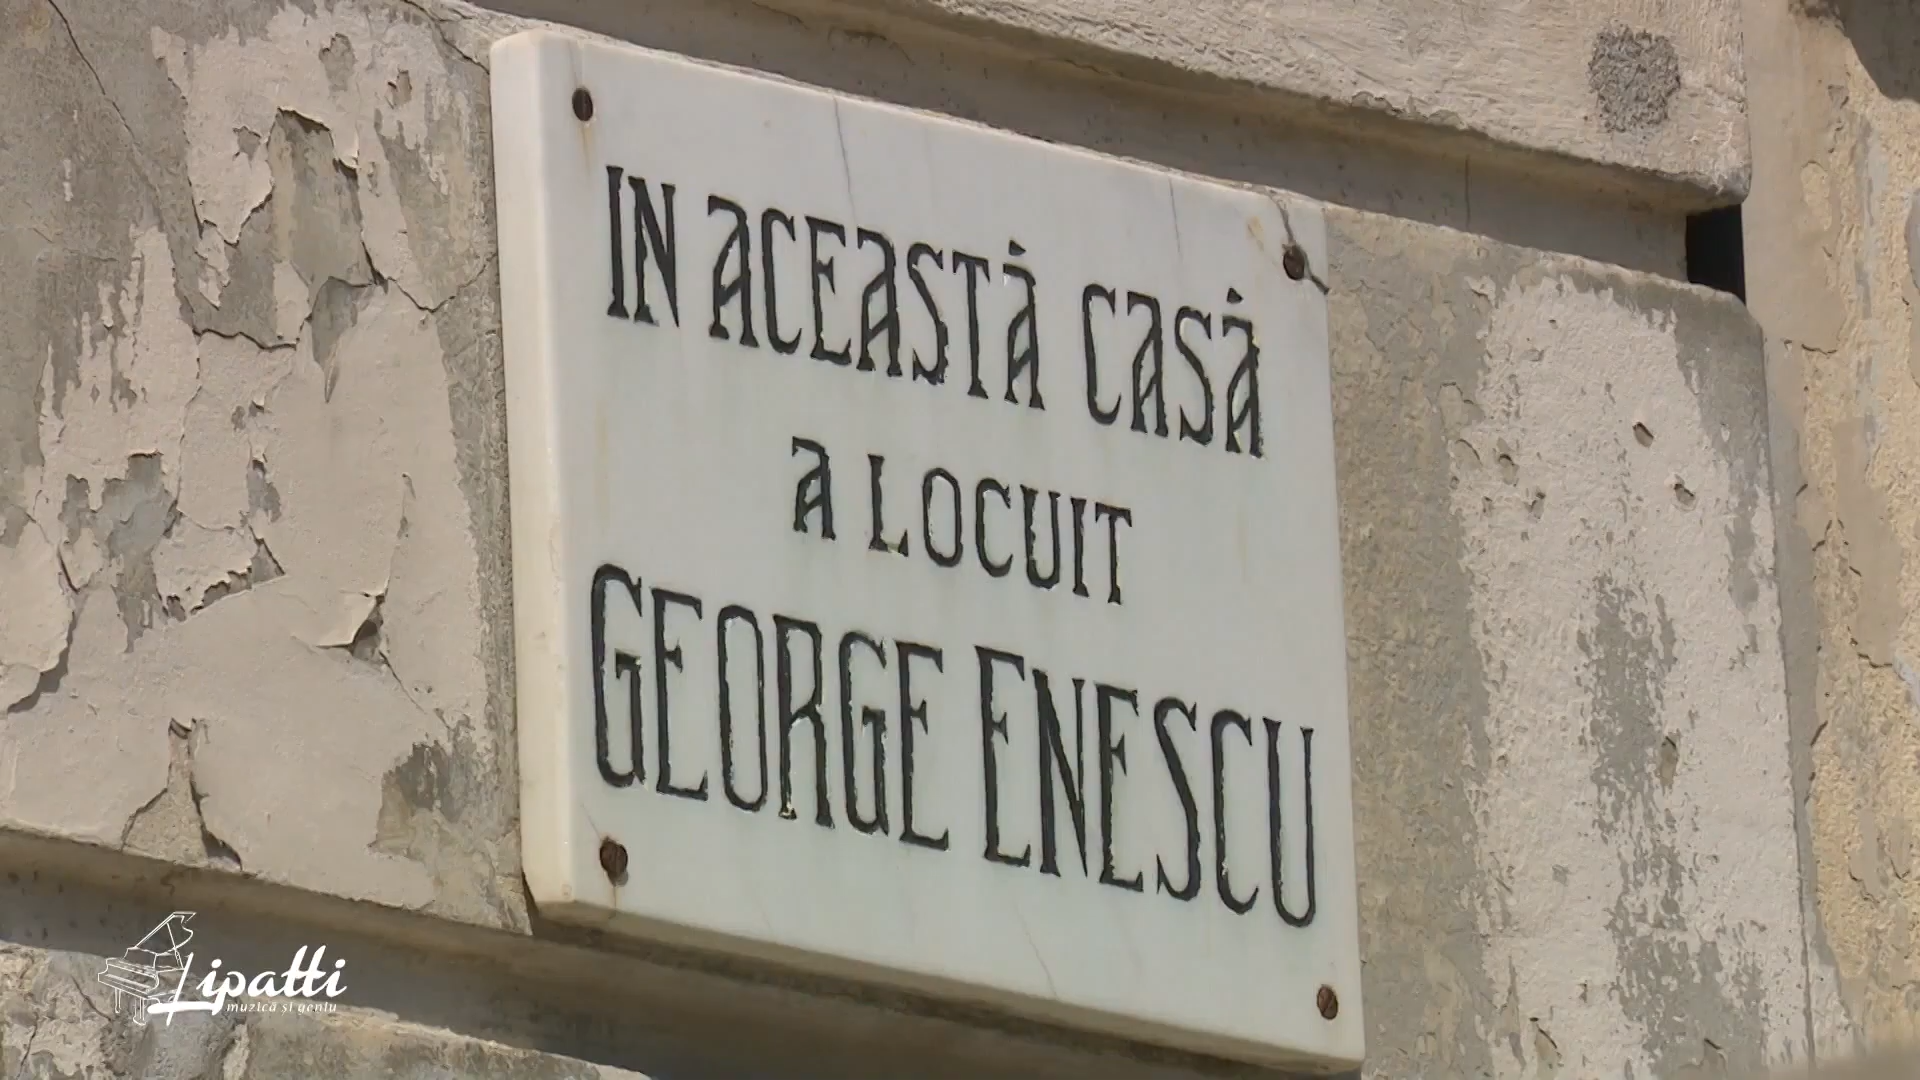 IN ACEASTĂ CASĂ
A LOCUIT
GEORGE ENESCU
Lipatti
muzică și geniu